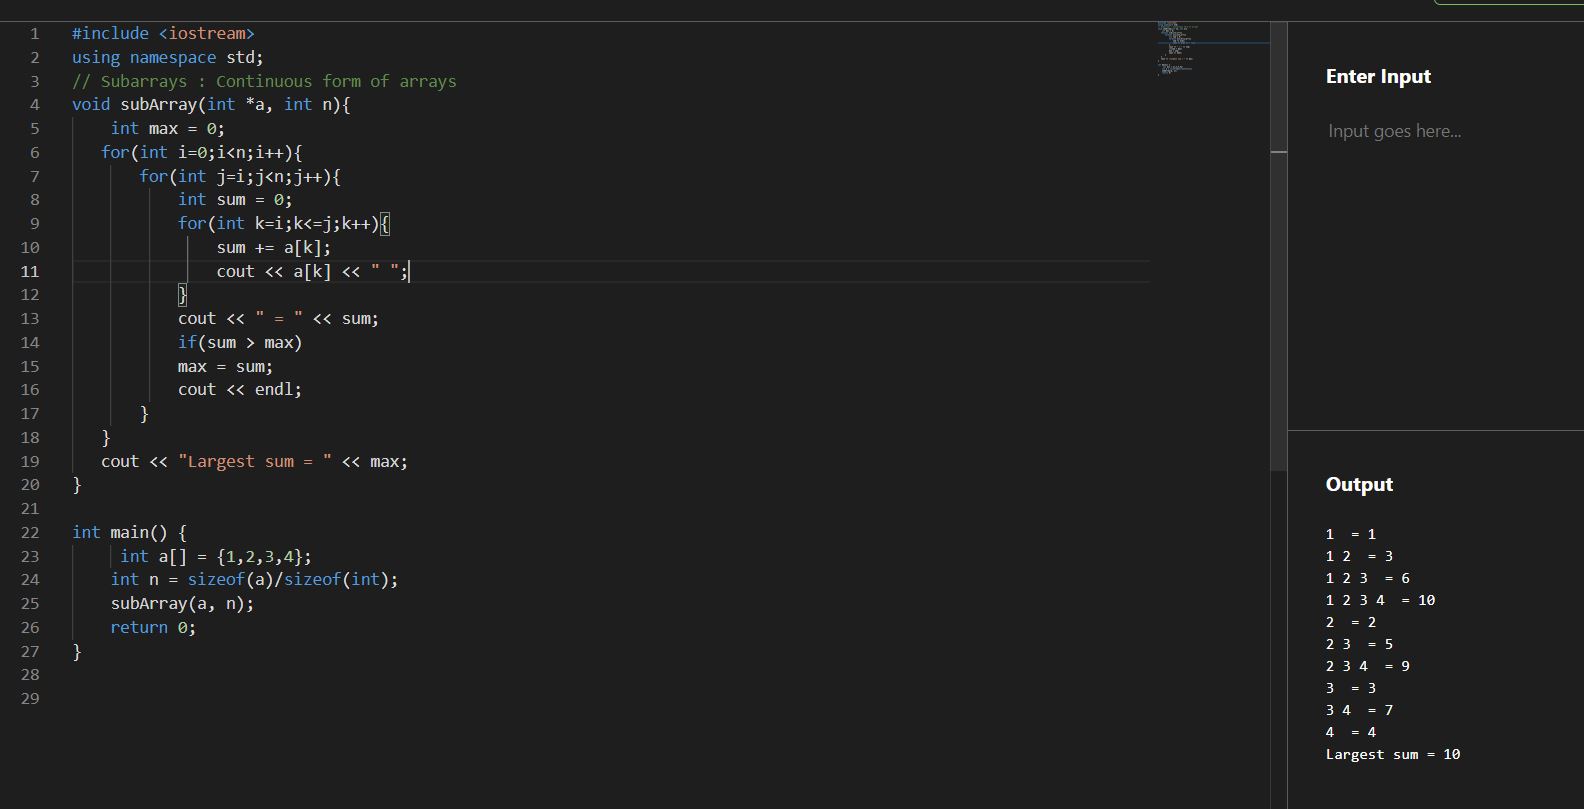 1 #include <iostream>
2 using namespace std;
3 // Subarrays : Continuous form of arrays
4 void subArray(int *a, int n){
5 int max = 0;
6 for(int i=0;i<n;i++){
7 for(int j=i;j<n;j++){
8 int sum = 0;
9 for(int k=i;k<=j;k++){
10 sum += a[k];
11 cout << a[k] << " ";
12 }
13 cout << " = " << sum;
14 if(sum > max)
15 max = sum;
16 cout << endl;
17 }
18 }
19 cout << "Largest sum = " << max;
20 }
21
22 int main() {
23 int a[] = {1,2,3,4};
24 int n = sizeof(a)/sizeof(int);
25 subArray(a, n);
26 return 0;
27 }
28
29
Enter Input
Input goes here...
Output
1  = 1
1 2  = 3
1 2 3  = 6
1 2 3 4  = 10
2  = 2
2 3  = 5
2 3 4  = 9
3  = 3
3 4  = 7
4  = 4
Largest sum = 10